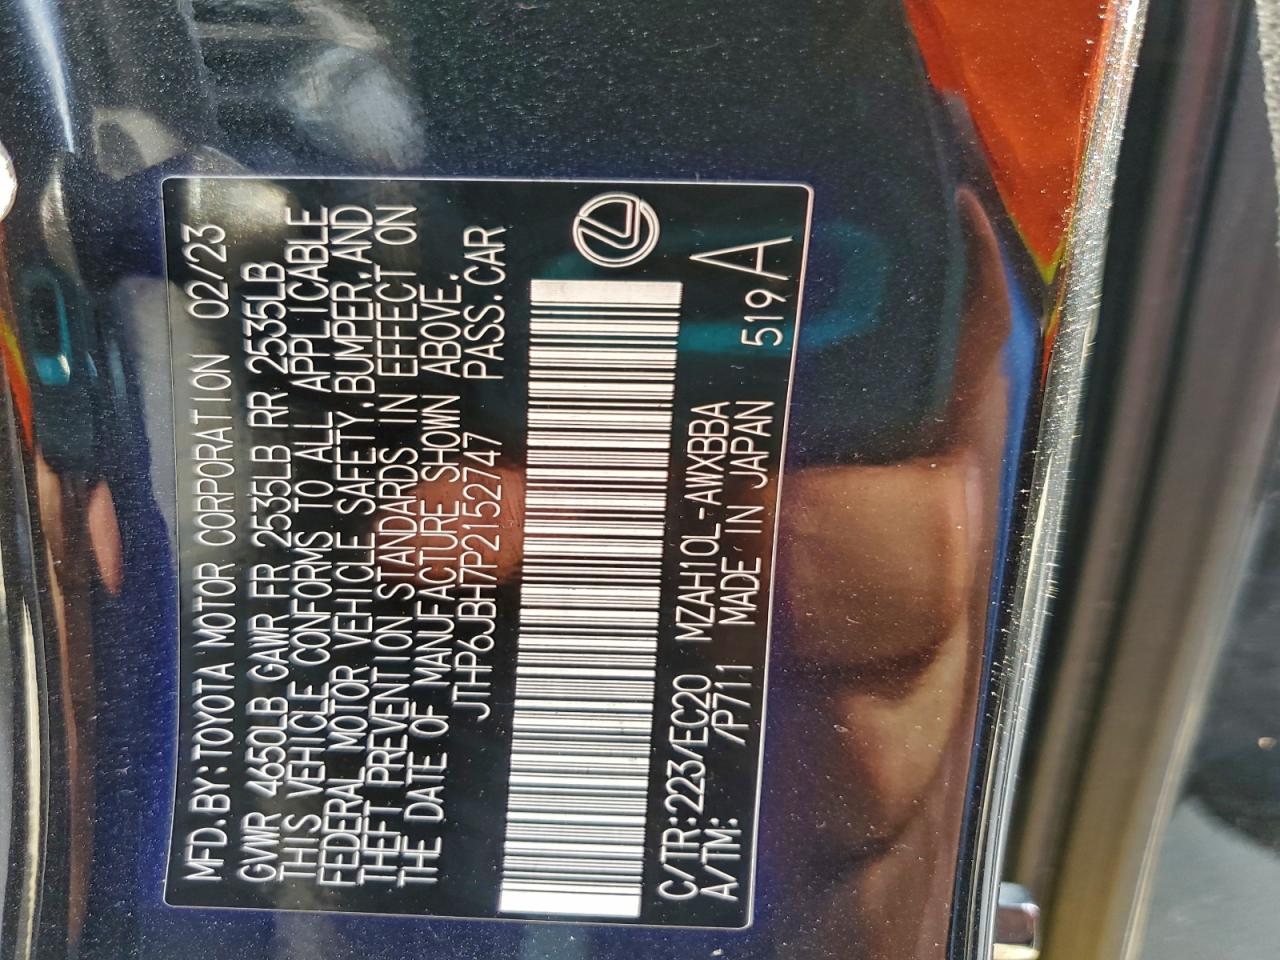 MFD.BY:TOYOTA MOTOR CORPORATION 02/23
GVWR 4650LB GAWR FR 2535LB RR 2535LB
THIS VEHICLE CONFORMS TO ALL APPLICABLE
FEDERAL MOTOR VEHICLE SAFETY,BUMPER,AND
THEFT PREVENTION STANDARDS IN EFFECT ON
THE DATE OF MANUFACTURE SHOWN ABOVE.
JTHP6JBH7P2152747 PASS.CAR
C/TR:223/EC20 MZAH10L-AWXBBA
A/TM: /P711 MADE IN JAPAN 519A